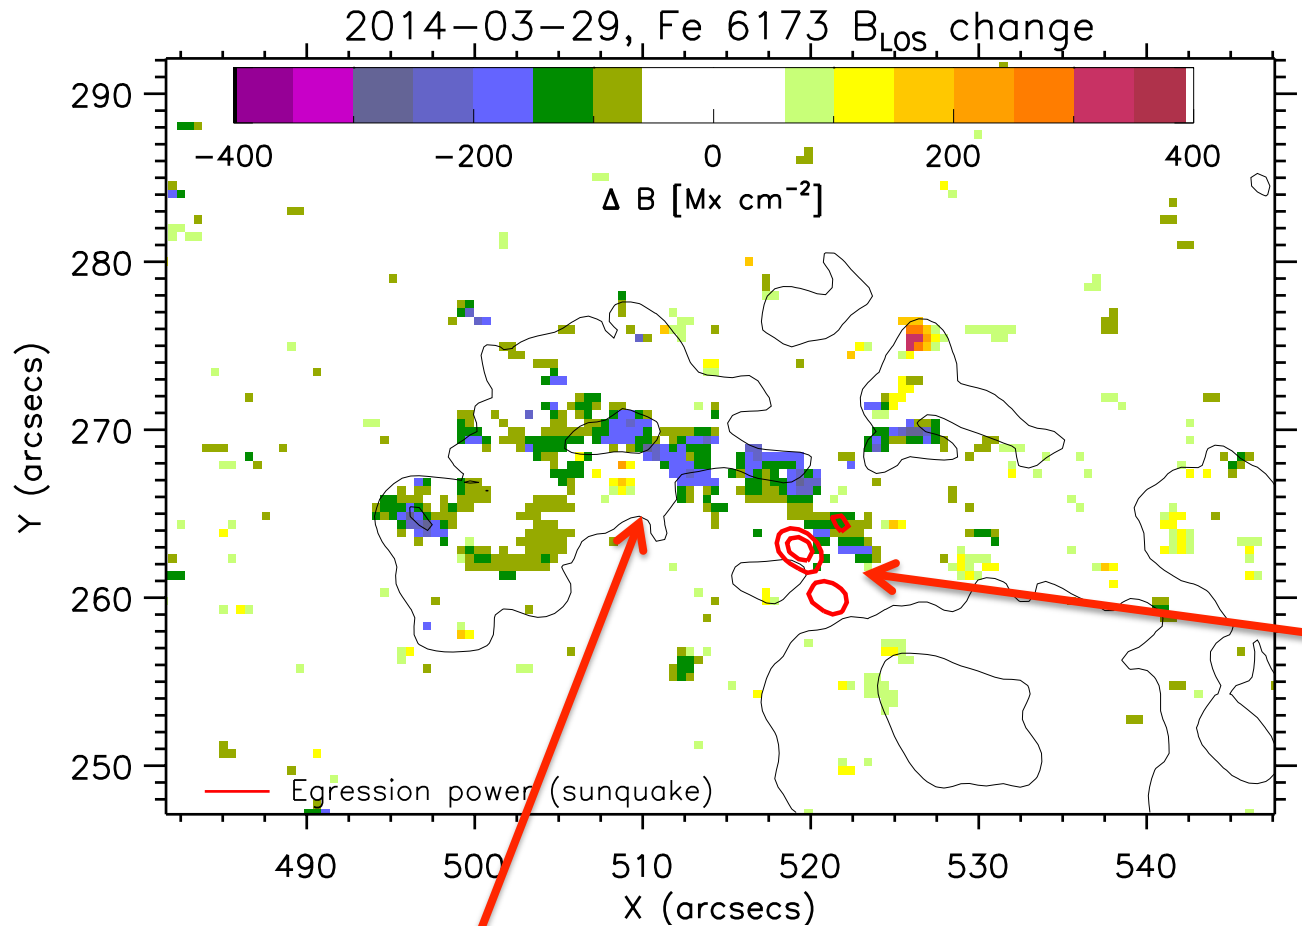 2014-03-29, Fe 6173 B_LOS change
-400 -200 0 200 400
Δ B [Mx cm⁻²]
290
280
270
260
250
Y (arcsecs)
Egression power (sunquake)
490 500 510 520 530 540
X (arcsecs)